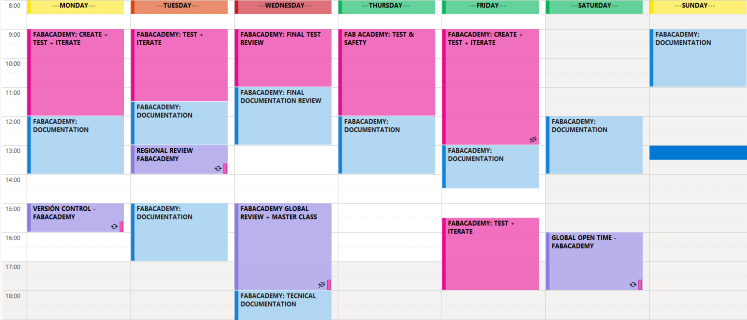 8:00
---MONDAY---
---TUESDAY---
---WEDNESDAY---
---THURSDAY---
---FRIDAY---
---SATURDAY---
---SUNDAY---
9:00
10:00
11:00
12:00
13:00
14:00
15:00
16:00
17:00
18:00
FABACADEMY: CREATE +
TEST + ITERATE
FABACADEMY:
DOCUMENTATION
VERSIÓN CONTROL -
FABACADEMY
FABACADEMY: TEST +
ITERATE
FABACADEMY:
DOCUMENTATION
REGIONAL REVIEW
FABACADEMY
FABACADEMY:
DOCUMENTATION
FABACADEMY: FINAL TEST
REVIEW
FABACADEMY: FINAL
DOCUMENTATION REVIEW
FABACADEMY GLOBAL
REVIEW + MASTER CLASS
FABACADEMY: TECNICAL
DOCUMENTATION
FAB ACADEMY: TEST &
SAFETY
FABACADEMY:
DOCUMENTATION
FABACADEMY: CREATE +
TEST + ITERATE
FABACADEMY:
DOCUMENTATION
FABACADEMY: TEST +
ITERATE
FABACADEMY:
DOCUMENTATION
GLOBAL OPEN TIME -
FABACADEMY
FABACADEMY:
DOCUMENTATION